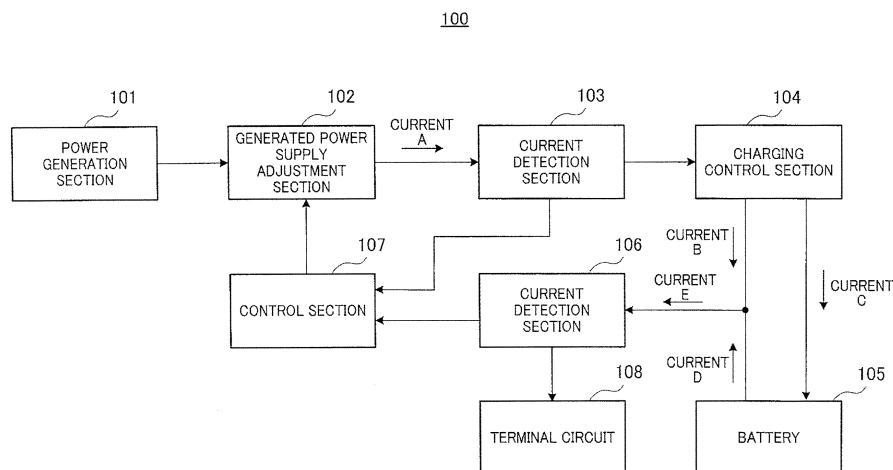 100
101
POWER
GENERATION
SECTION
102
GENERATED POWER
SUPPLY
ADJUSTMENT
SECTION
CURRENT
A
103
CURRENT
DETECTION
SECTION
104
CHARGING
CONTROL SECTION
107
CONTROL SECTION
106
CURRENT
DETECTION
SECTION
CURRENT
B
CURRENT
E
CURRENT
C
CURRENT
D
108
TERMINAL CIRCUIT
105
BATTERY